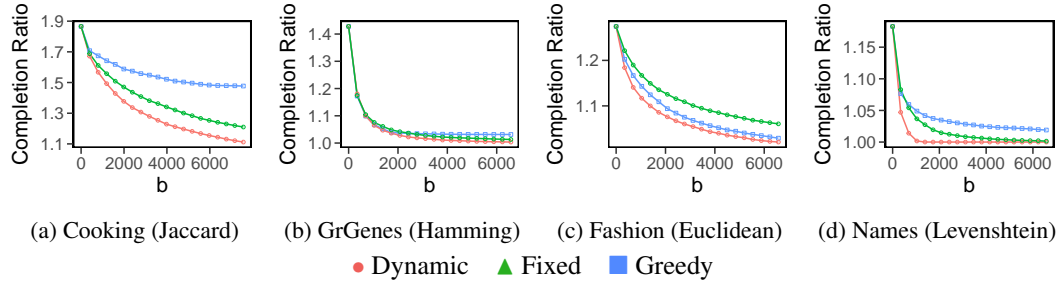 Completion Ratio
1.9
1.7
1.5
1.3
1.1
0 2000 4000 6000
b
(a) Cooking (Jaccard)
Completion Ratio
1.4
1.3
1.2
1.1
1.0
0 2000 4000 6000
b
(b) GrGenes (Hamming)
Completion Ratio
1.2
1.1
0 2000 4000 6000
b
(c) Fashion (Euclidean)
Completion Ratio
1.15
1.10
1.05
1.00
0 2000 4000 6000
b
(d) Names (Levenshtein)
Dynamic Fixed Greedy